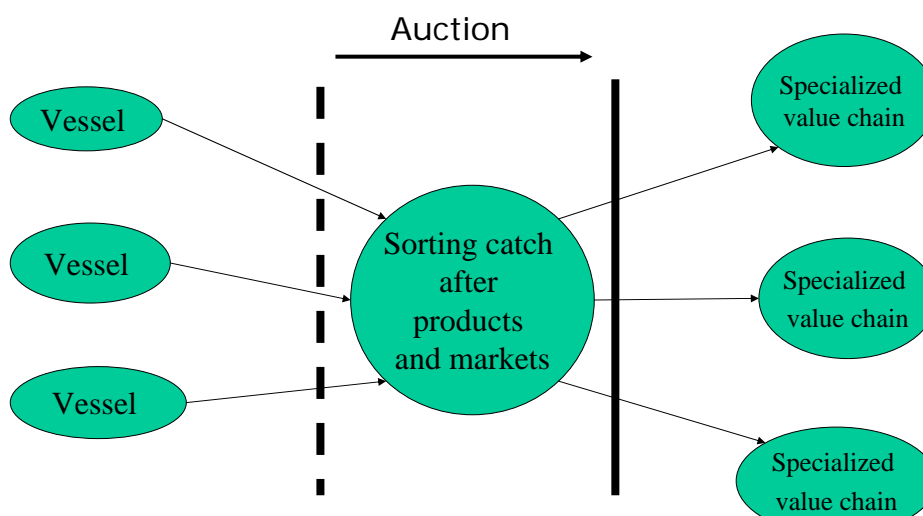 Auction
Vessel
Vessel
Vessel
Sorting catch
after
products
and markets
Specialized
value chain
Specialized
value chain
Specialized
value chain